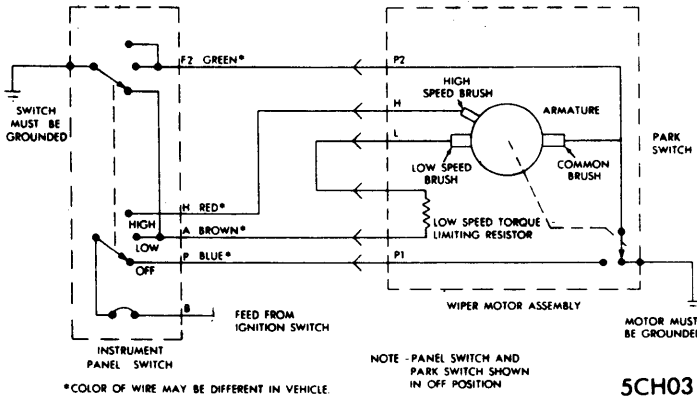 F2 GREEN*
P2
HIGH
SPEED BRUSH
SWITCH
MUST BE
GROUNDED
H
ARMATURE
L
PARK
SWITCH
LOW SPEED
BRUSH
COMMON
BRUSH
H RED*
HIGH
LOW
A BROWN*
LOW SPEED TORQUE
LIMITING RESISTOR
OFF
P BLUE*
P1
B
FEED FROM
IGNITION SWITCH
WIPER MOTOR ASSEMBLY
MOTOR MUST
BE GROUNDED
INSTRUMENT
PANEL SWITCH
NOTE - PANEL SWITCH AND
PARK SWITCH SHOWN
IN OFF POSITION
*COLOR OF WIRE MAY BE DIFFERENT IN VEHICLE.
5CH03